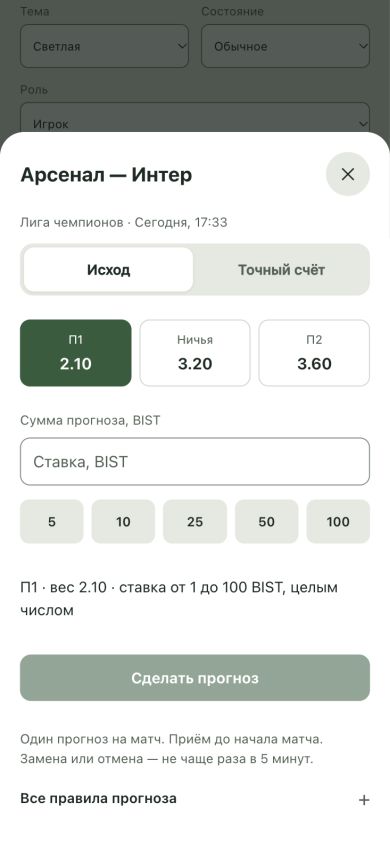 Тема
Состояние
Светлая
Обычное
Роль
Игрок
Арсенал — Интер
Лига чемпионов · Сегодня, 17:33
Исход
Точный счёт
П1
Ничья
П2
2.10
3.20
3.60
Сумма прогноза, BIST
Ставка, BIST
5
10
25
50
100
П1 · вес 2.10 · ставка от 1 до 100 BIST, целым
числом
Сделать прогноз
Один прогноз на матч. Приём до начала матча.
Замена или отмена — не чаще раза в 5 минут.
Все правила прогноза